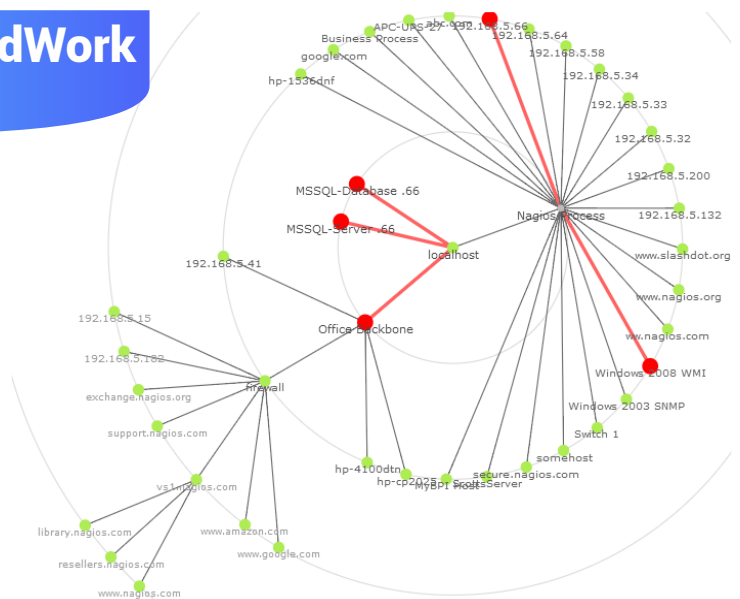 dWork
APC-UPS-27
abc.com
192.168.5.66
192.168.5.64
Business Process
192.168.5.58
google.com
192.168.5.34
hp-1536dnf
192.168.5.33
192.168.5.32
192.168.5.200
MSSQL-Database .66
192.168.5.132
Nagios Process
MSSQL-Server .66
localhost
www.slashdot.org
192.168.5.41
www.nagios.org
192.168.5.15
Office Backbone
ww.nagios.com
192.168.5.182
Windows 2008 WMI
firewall
exchange.nagios.org
Windows 2003 SNMP
support.nagios.com
Switch 1
somehost
hp-4100dtn
secure.nagios.com
hp-cp2025
MyBPI Host
ScottsServer
vs1.nagios.com
library.nagios.com
www.amazon.com
www.google.com
resellers.nagios.com
www.nagios.com